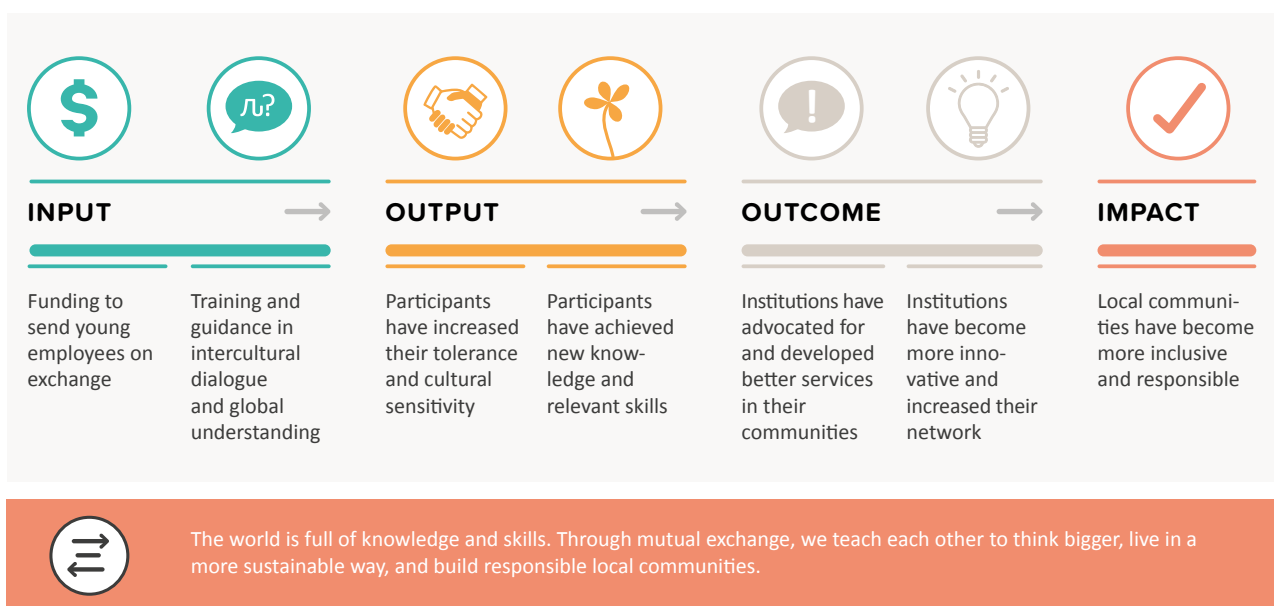 $
Љ?
!
INPUT
OUTPUT
OUTCOME
IMPACT
Funding to
send young
employees on
exchange
Training and
guidance in
intercultural
dialogue
and global
understanding
Participants
have increased
their tolerance
and cultural
sensitivity
Participants
have achieved
new know-
ledge and
relevant skills
Institutions have
advocated for
and developed
better services
in their
communities
Institutions
have become
more inno-
vative and
increased their
network
Local communi-
ties have become
more inclusive
and responsible
The world is full of knowledge and skills. Through mutual exchange, we teach each other to think bigger, live in a
more sustainable way, and build responsible local communities.